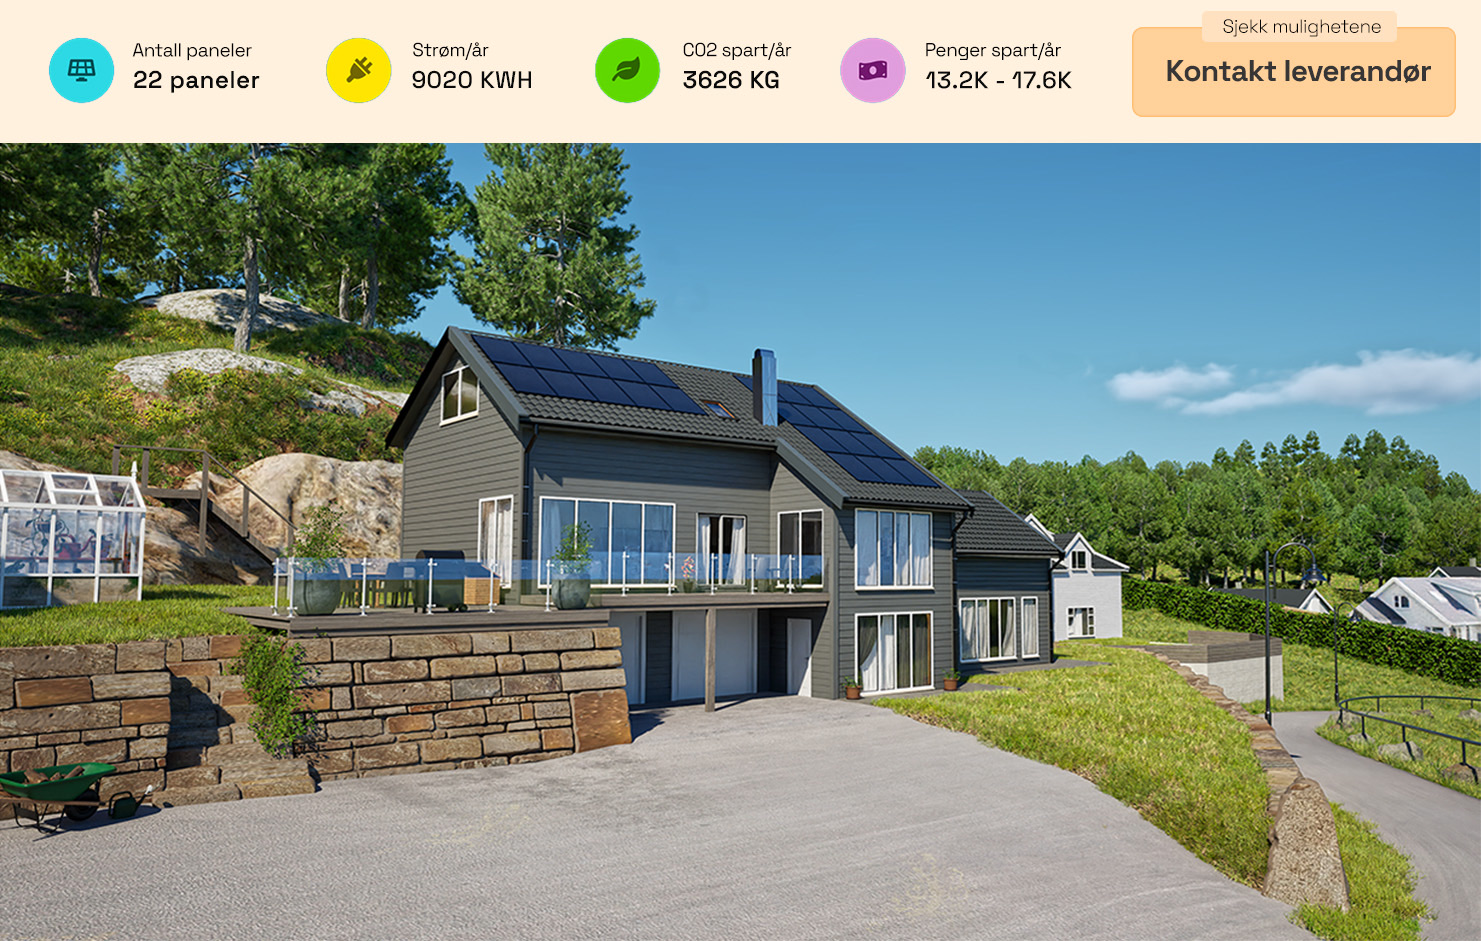 Antall paneler
22 paneler
Strøm/år
9020 KWH
CO2 spart/år
3626 KG
Penger spart/år
13.2K - 17.6K
Sjekk mulighetene
Kontakt leverandør